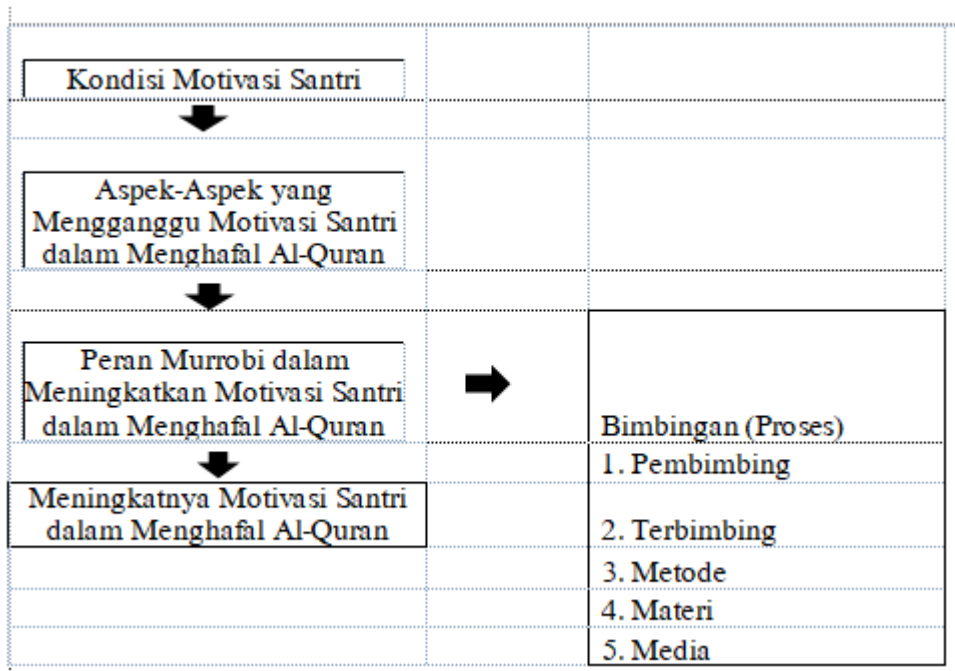 Kondisi Motivasi Santri
Aspek-Aspek yang
Mengganggu Motivasi Santri
dalam Menghafal Al-Quran
Peran Murrobi dalam
Meningkatkan Motivasi Santri
dalam Menghafal Al-Quran
Meningkatnya Motivasi Santri
dalam Menghafal Al-Quran
Bimbingan (Proses)
1. Pembimbing
2. Terbimbing
3. Metode
4. Materi
5. Media